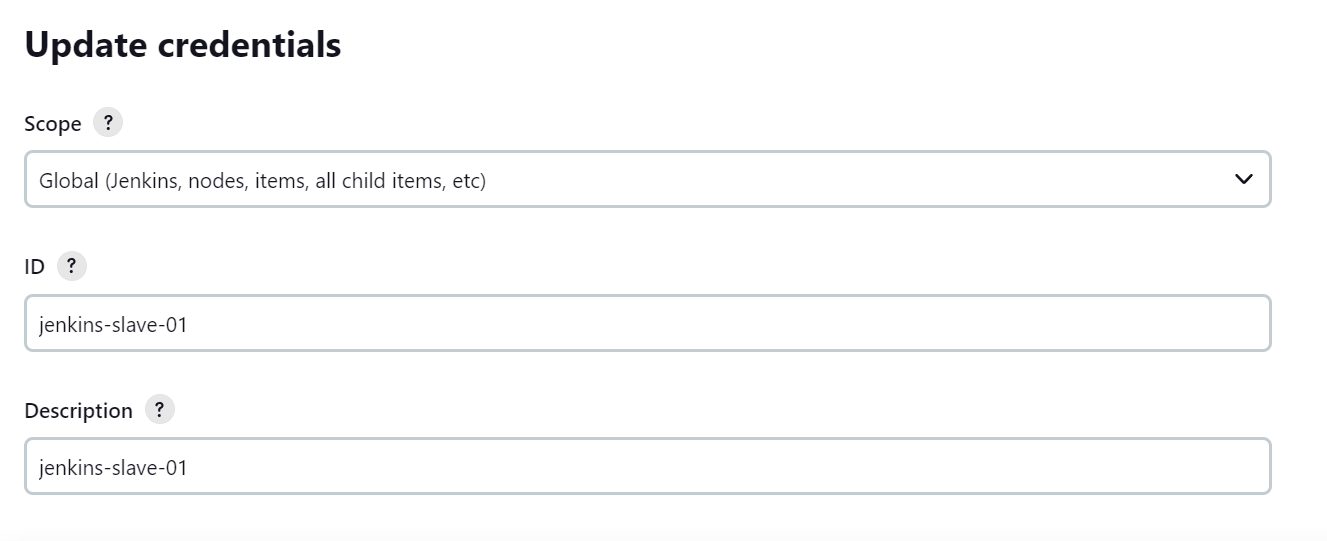 Update credentials
Scope ?
Global (Jenkins, nodes, items, all child items, etc)
ID ?
jenkins-slave-01
Description ?
jenkins-slave-01